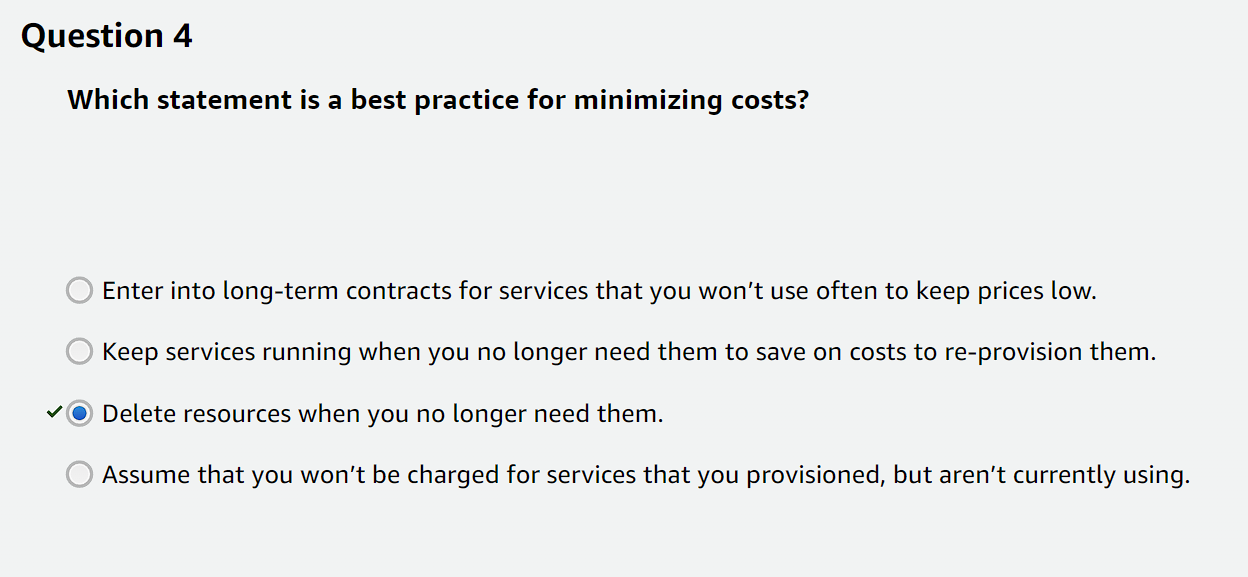 Question 4
Which statement is a best practice for minimizing costs?
Enter into long-term contracts for services that you won’t use often to keep prices low.
Keep services running when you no longer need them to save on costs to re-provision them.
Delete resources when you no longer need them.
Assume that you won’t be charged for services that you provisioned, but aren’t currently using.